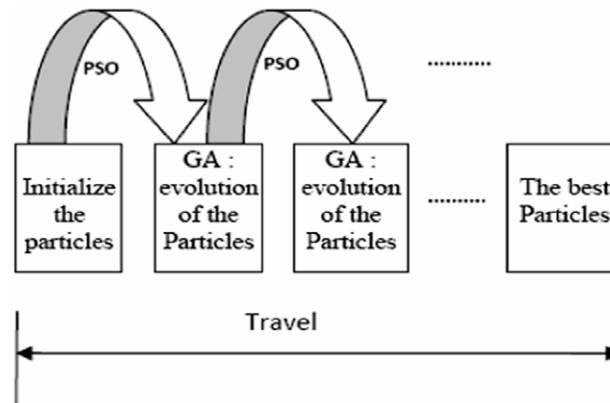 PSO
PSO
...........
Initialize
the
particles
GA :
evolution
of the
Particles
GA :
evolution
of the
Particles
...........
The best
Particles
Travel